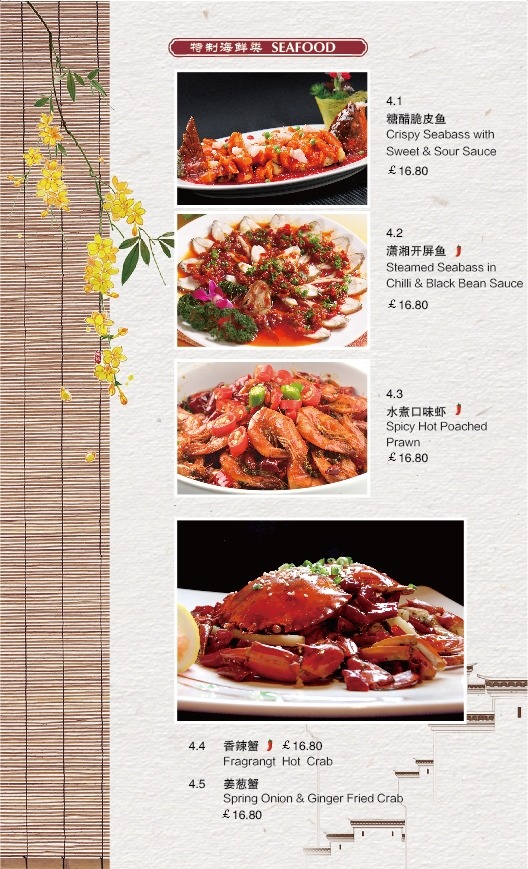 特制海鲜类 SEAFOOD
4.1
糖醋脆皮鱼
Crispy Seabass with
Sweet & Sour Sauce
£16.80
4.2
潇湘开屏鱼
Steamed Seabass in
Chilli & Black Bean Sauce
£16.80
4.3
水煮口味虾
Spicy Hot Poached
Prawn
£16.80
4.4 香辣蟹 £16.80
Fragrangt Hot Crab
4.5 姜葱蟹
Spring Onion & Ginger Fried Crab
£16.80